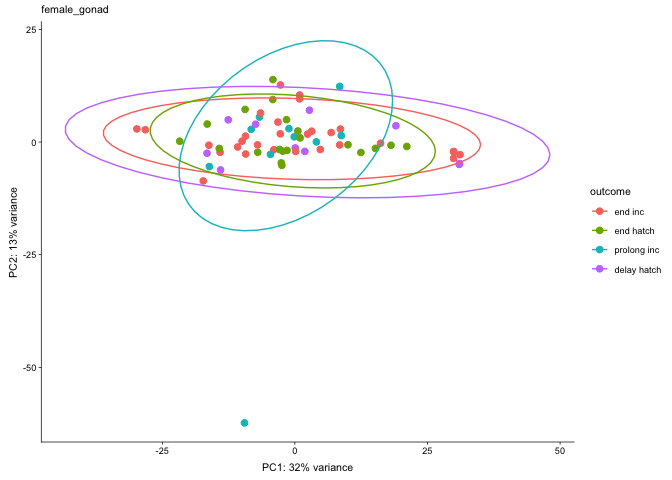 female_gonad
25
0
-25
-50
PC2: 13% variance
-25
0
25
50
PC1: 32% variance
outcome
end inc
end hatch
prolong inc
delay hatch